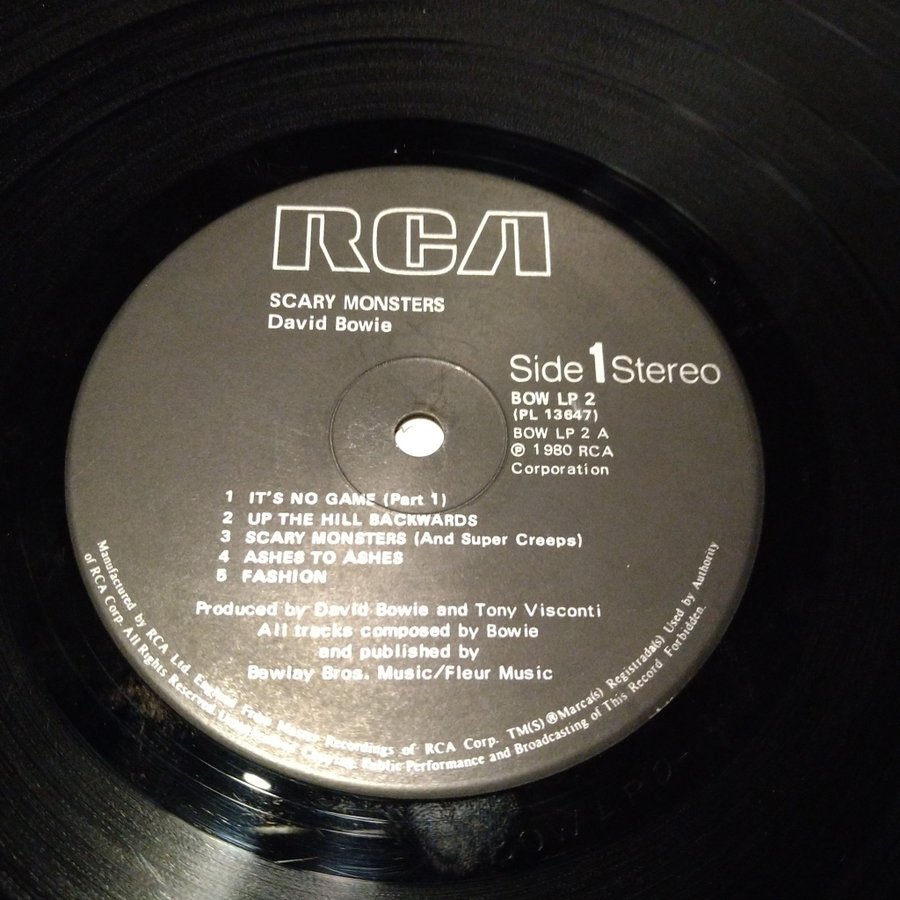 RCA
SCARY MONSTERS
David Bowie
Side 1 Stereo
BOW LP 2
(PL 13647)
BOW LP 2 A
℗ 1980 RCA
Corporation
1 IT'S NO GAME (Part 1)
2 UP THE HILL BACKWARDS
3 SCARY MONSTERS (And Super Creeps)
4 ASHES TO ASHES
5 FASHION
Produced by David Bowie and Tony Visconti
All tracks composed by Bowie
and published by
Bewlay Bros. Music/Fleur Music
Manufactured by RCA Ltd. England From Master Recordings of RCA Corp. TM(S) ® Marca(s) Registrada(s) Used by Authority
of RCA Corp. All Rights Reserved Copying, Public Performance and Broadcasting of This Record Forbidden.